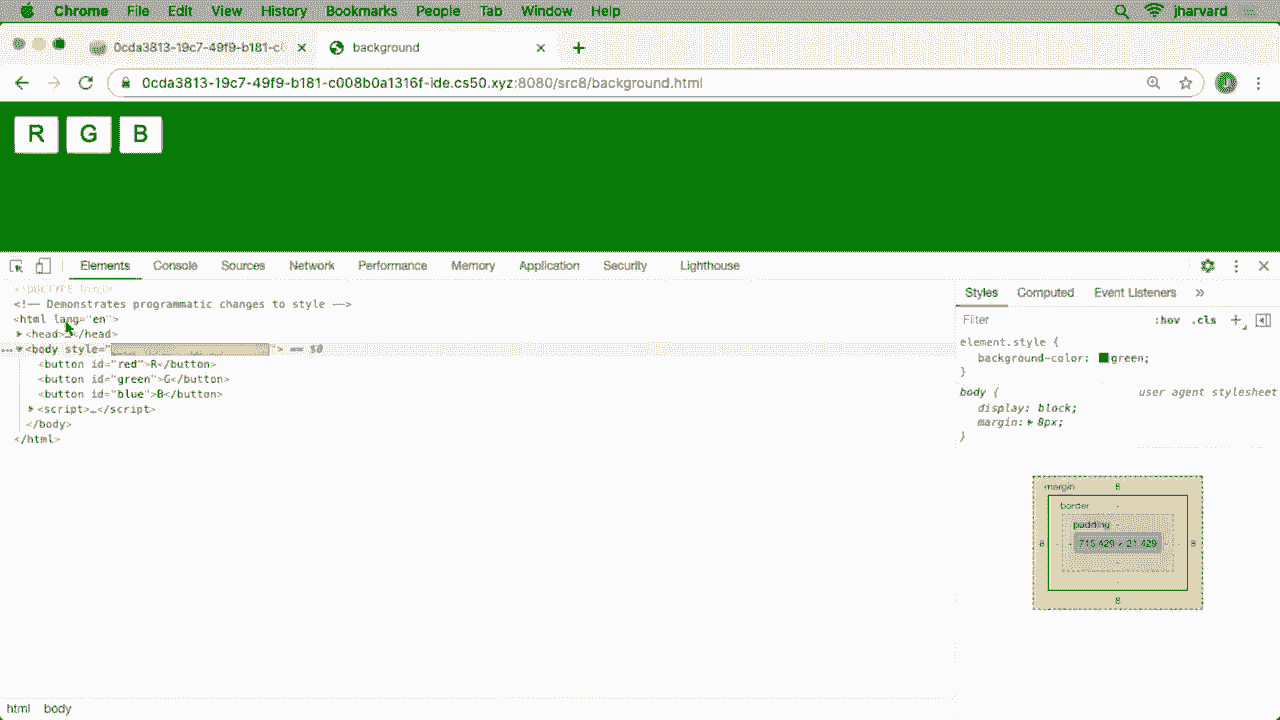 Chrome File Edit View History Bookmarks People Tab Window Help jharvard
0cda3813-19c7-49f9-b181-c background
0cda3813-19c7-49f9-b181-c008b0a1316f-ide.cs50.xyz:8080/src8/background.html
R G B
Elements Console Sources Network Performance Memory Application Security Lighthouse
<!DOCTYPE html>
<!-- Demonstrates programmatic changes to style -->
<html lang="en">
<head>…</head>
<body style=" "> == $0
<button id="red">R</button>
<button id="green">G</button>
<button id="blue">B</button>
<script>…</script>
</body>
</html>
Styles Computed Event Listeners »
Filter :hov .cls +
element.style {
background-color: green;
}
body { user agent stylesheet
display: block;
margin: 8px;
}
margin 8
border -
padding -
8 - - 715.429 × 21.429 - - 8
-
-
8
html body